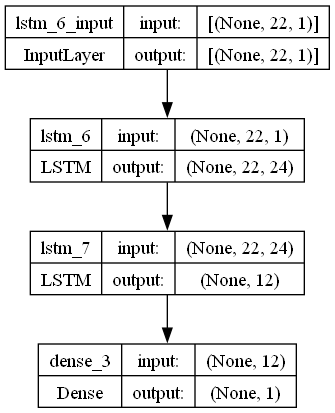 lstm_6_input input: [(None, 22, 1)]
InputLayer output: [(None, 22, 1)]
lstm_6 input: (None, 22, 1)
LSTM output: (None, 22, 24)
lstm_7 input: (None, 22, 24)
LSTM output: (None, 12)
dense_3 input: (None, 12)
Dense output: (None, 1)